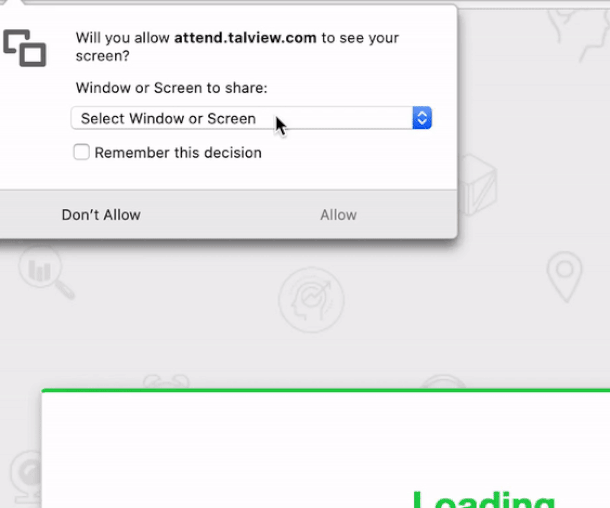 Will you allow attend.talview.com to see your
screen?
Window or Screen to share:
Select Window or Screen
Remember this decision
Don't Allow
Allow
Loading